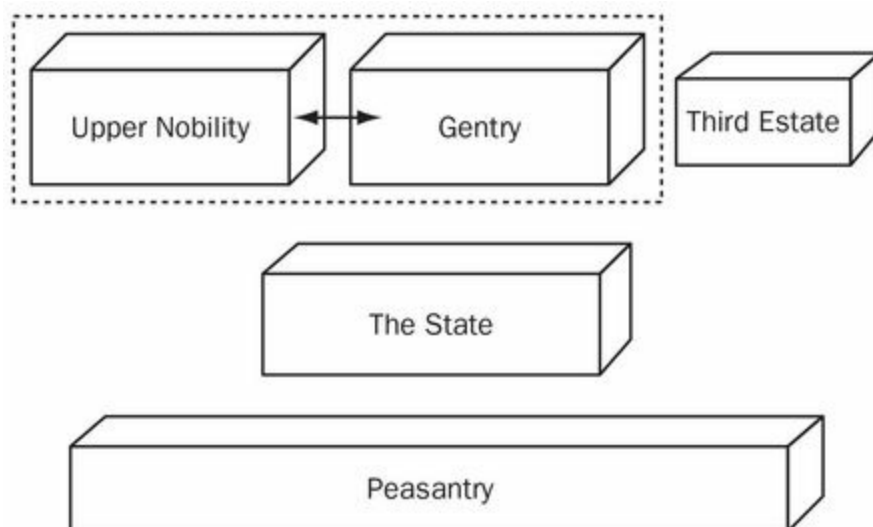 Upper Nobility
Gentry
Third Estate
The State
Peasantry